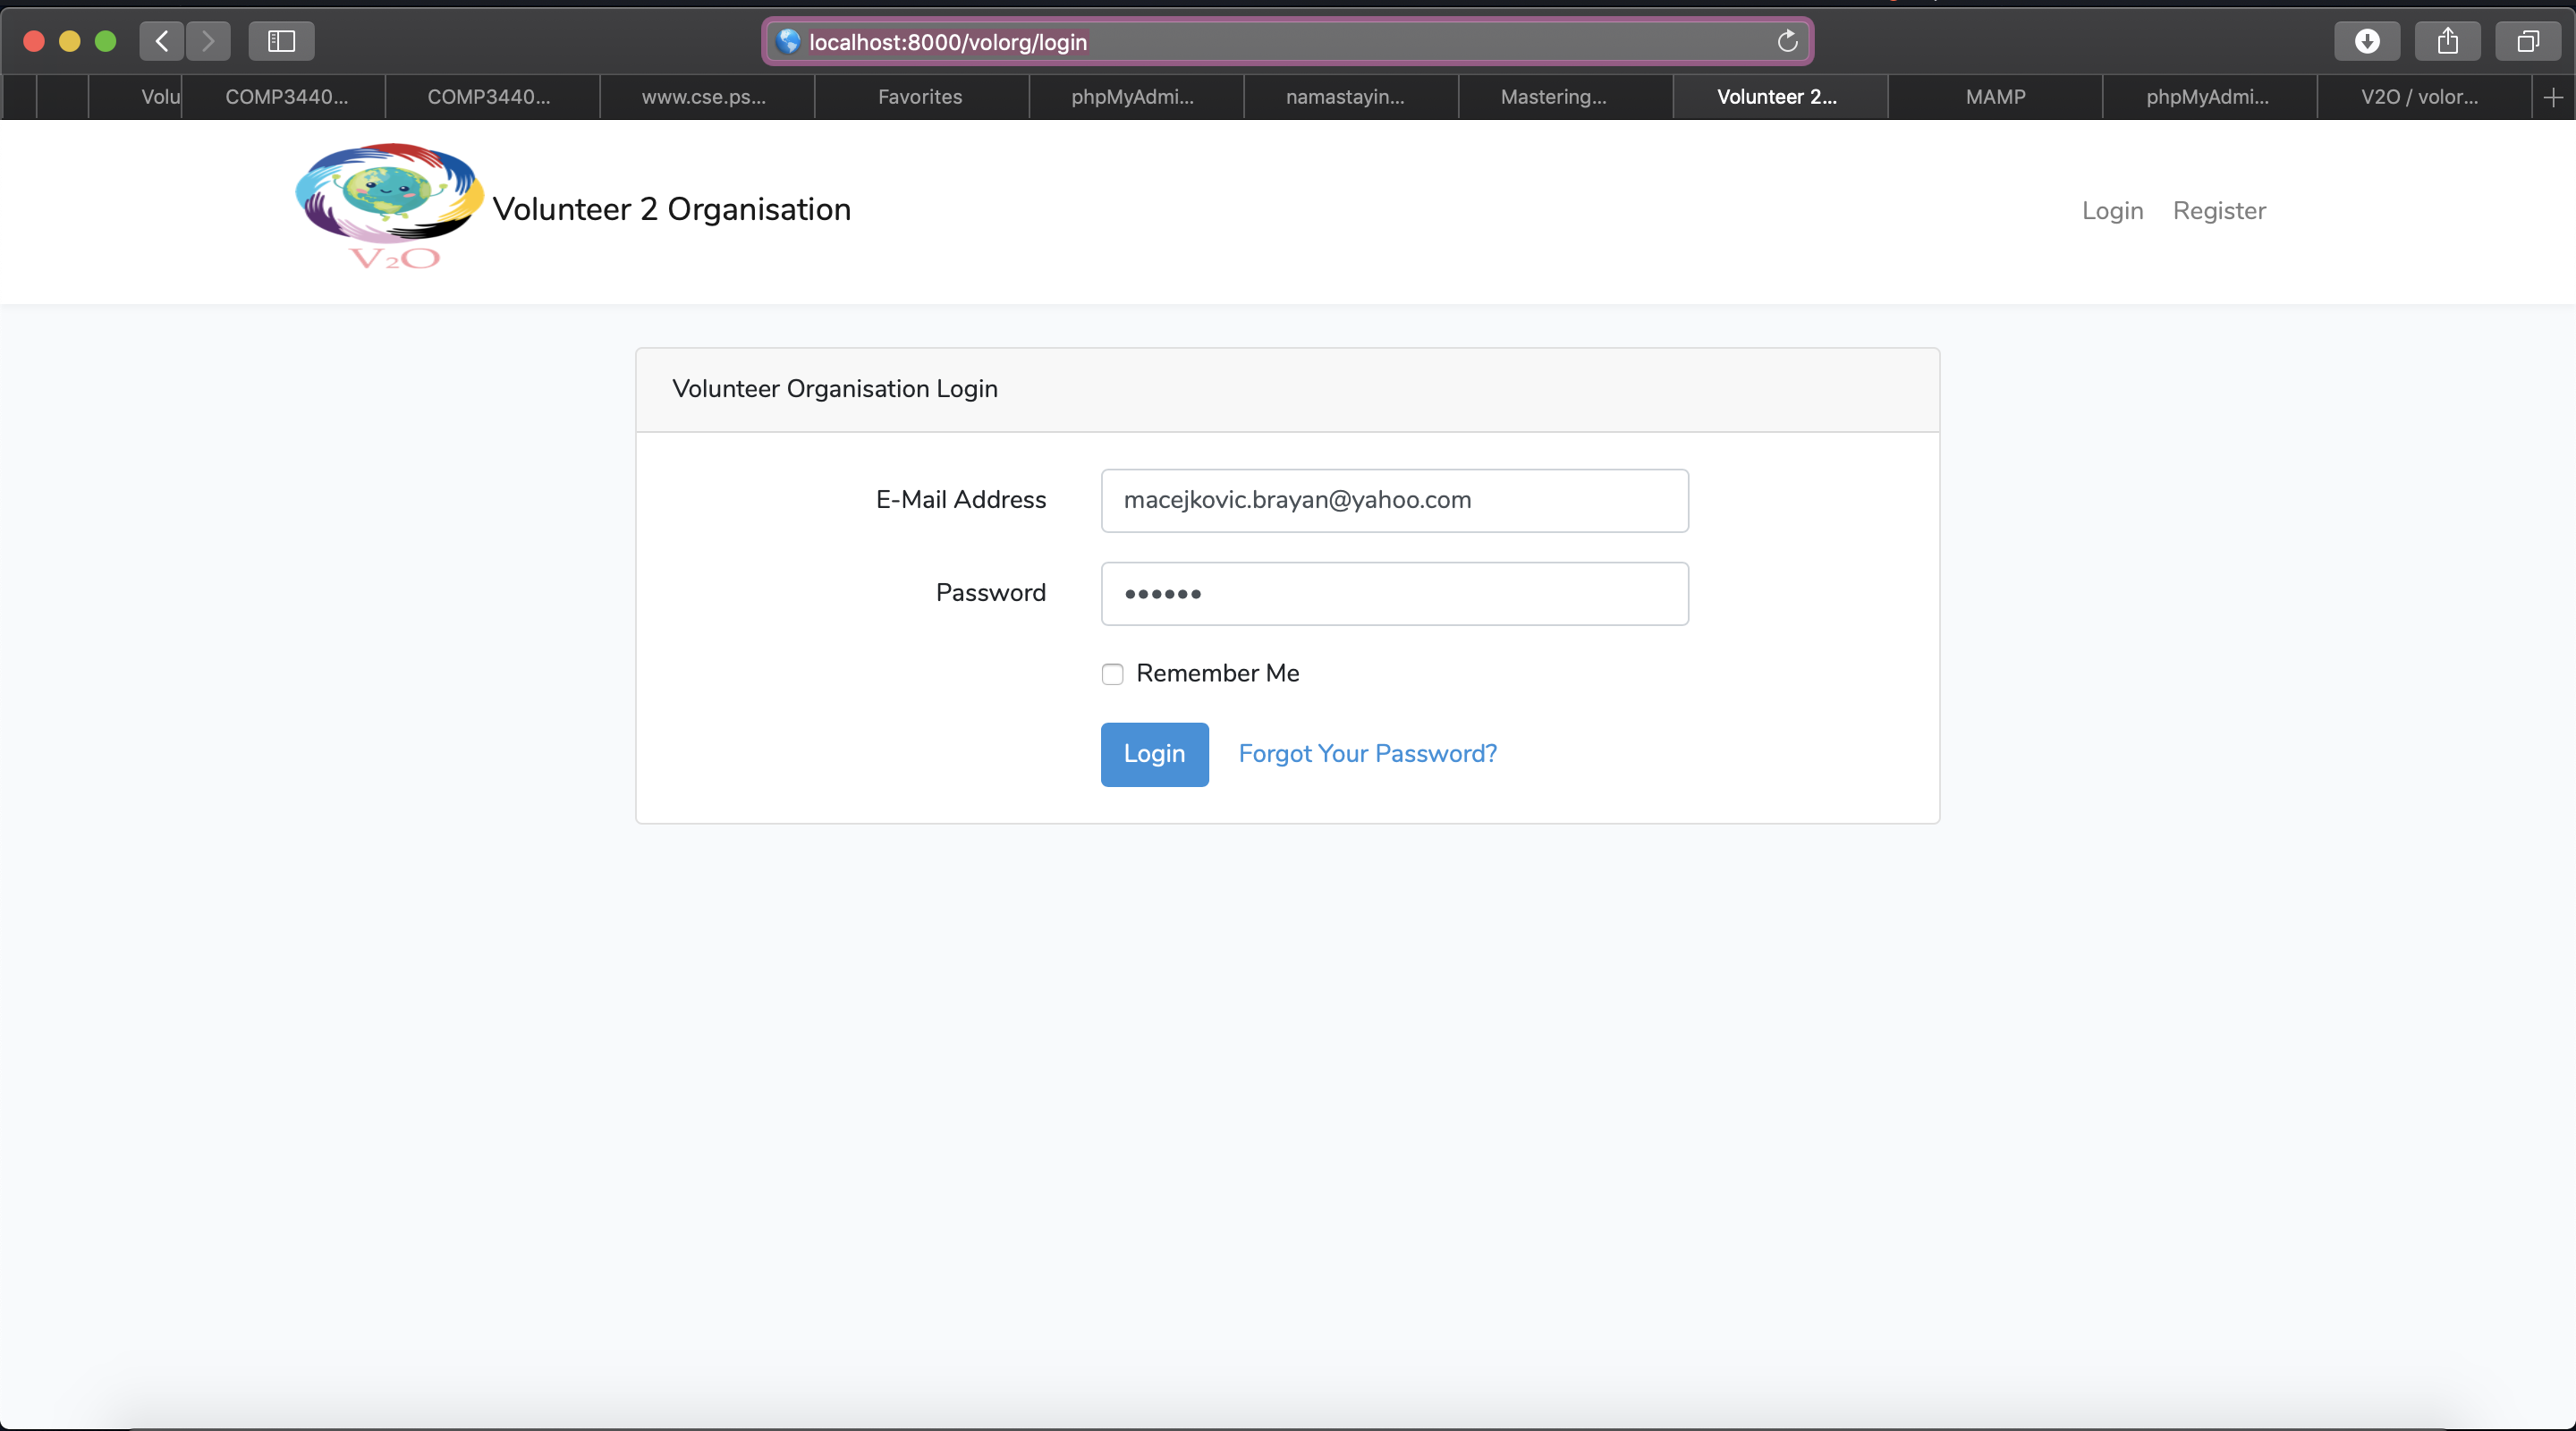 localhost:8000/volorg/login
Volu
COMP3440...
COMP3440...
www.cse.ps...
Favorites
phpMyAdmi...
namastayin...
Mastering...
Volunteer 2...
MAMP
phpMyAdmi...
V2O / volor...
V2O
Volunteer 2 Organisation
Login
Register
Volunteer Organisation Login
E-Mail Address
macejkovic.brayan@yahoo.com
Password
••••••
Remember Me
Login
Forgot Your Password?